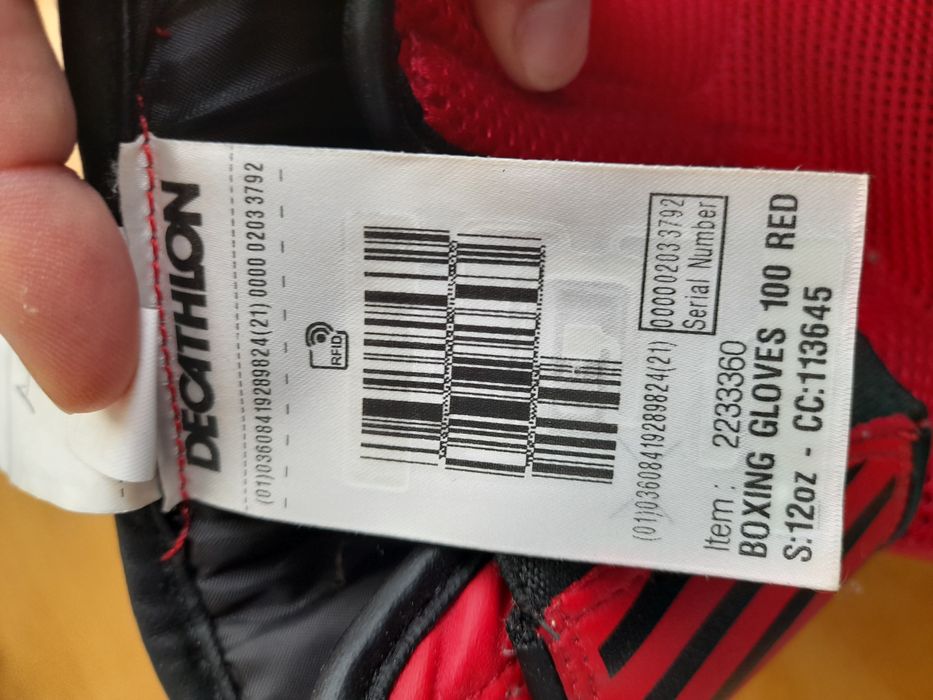 DECATHLON
(01)03608419289824(21) 0000 0203 3792
RFID
(01)03608419289824(21) 00000203 3792
Serial Number
Item: 2233360
BOXING GLOVES 100 RED
S:12oz - CC:113645